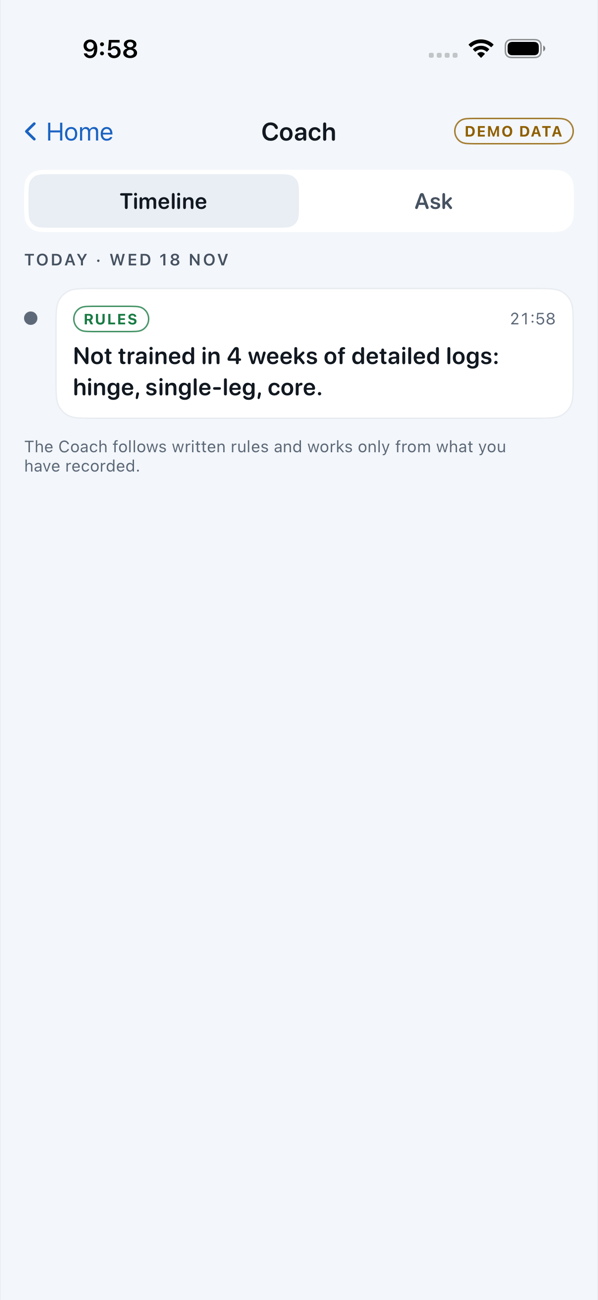 9:58
Home
Coach
DEMO DATA
Timeline
Ask
TODAY · WED 18 NOV
RULES
21:58
Not trained in 4 weeks of detailed logs:
hinge, single-leg, core.
The Coach follows written rules and works only from what you
have recorded.